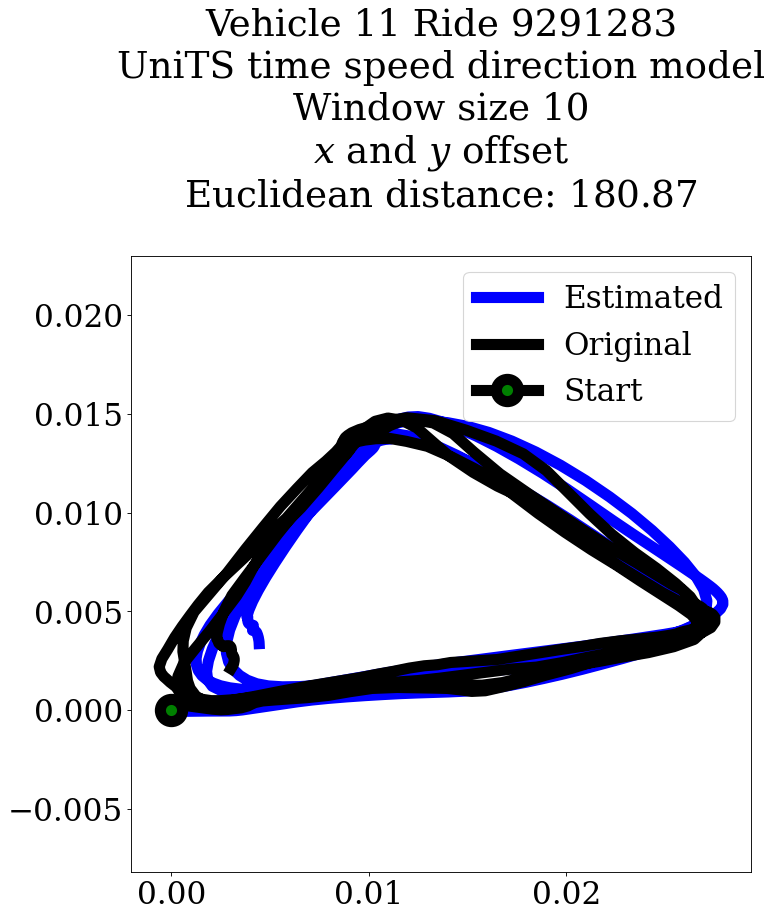 Vehicle 11 Ride 9291283
UniTS time speed direction model
Window size 10
x and y offset
Euclidean distance: 180.87
Estimated
Original
Start
0.020
0.015
0.010
0.005
0.000
−0.005
0.00 0.01 0.02